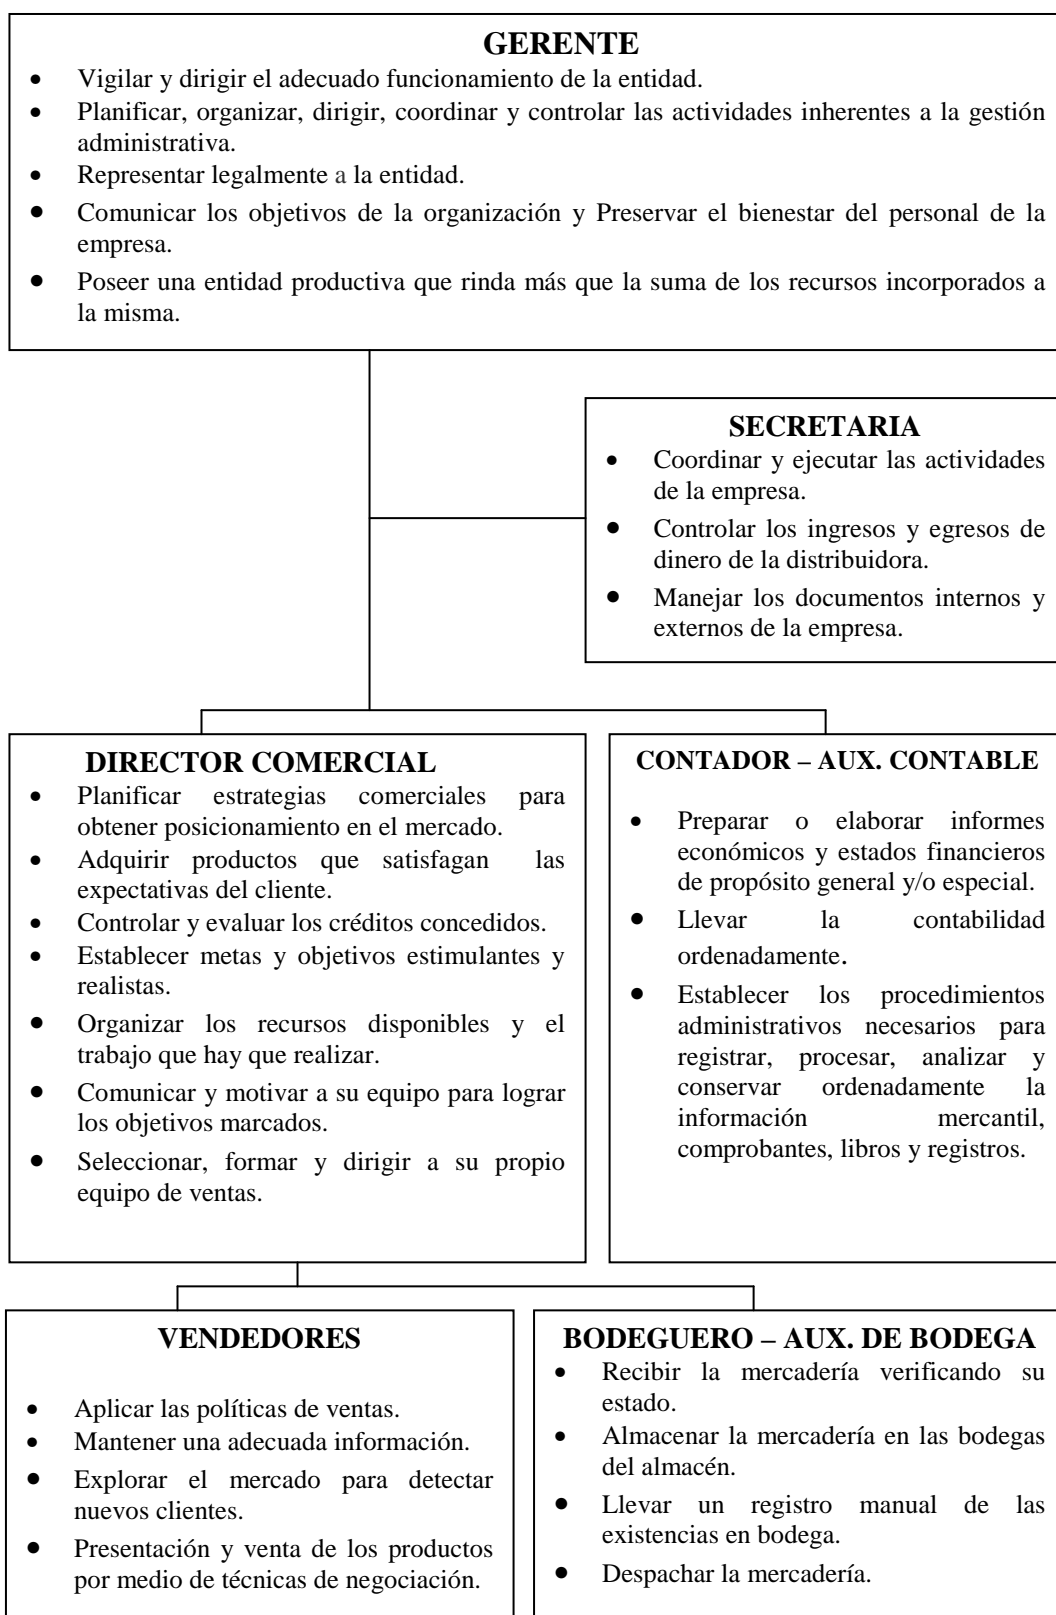 GERENTE
• Vigilar y dirigir el adecuado funcionamiento de la entidad.
• Planificar, organizar, dirigir, coordinar y controlar las actividades inherentes a la gestión
administrativa.
• Representar legalmente a la entidad.
• Comunicar los objetivos de la organización y Preservar el bienestar del personal de la
empresa.
• Poseer una entidad productiva que rinda más que la suma de los recursos incorporados a
la misma.
SECRETARIA
• Coordinar y ejecutar las actividades
de la empresa.
• Controlar los ingresos y egresos de
dinero de la distribuidora.
• Manejar los documentos internos y
externos de la empresa.
DIRECTOR COMERCIAL
• Planificar estrategias comerciales para
obtener posicionamiento en el mercado.
• Adquirir productos que satisfagan las
expectativas del cliente.
• Controlar y evaluar los créditos concedidos.
• Establecer metas y objetivos estimulantes y
realistas.
• Organizar los recursos disponibles y el
trabajo que hay que realizar.
• Comunicar y motivar a su equipo para lograr
los objetivos marcados.
• Seleccionar, formar y dirigir a su propio
equipo de ventas.
CONTADOR – AUX. CONTABLE
• Preparar o elaborar informes
económicos y estados financieros
de propósito general y/o especial.
• Llevar la contabilidad
ordenadamente.
• Establecer los procedimientos
administrativos necesarios para
registrar, procesar, analizar y
conservar ordenadamente la
información mercantil,
comprobantes, libros y registros.
VENDEDORES
• Aplicar las políticas de ventas.
• Mantener una adecuada información.
• Explorar el mercado para detectar
nuevos clientes.
• Presentación y venta de los productos
por medio de técnicas de negociación.
BODEGUERO – AUX. DE BODEGA
• Recibir la mercadería verificando su
estado.
• Almacenar la mercadería en las bodegas
del almacén.
• Llevar un registro manual de las
existencias en bodega.
• Despachar la mercadería.